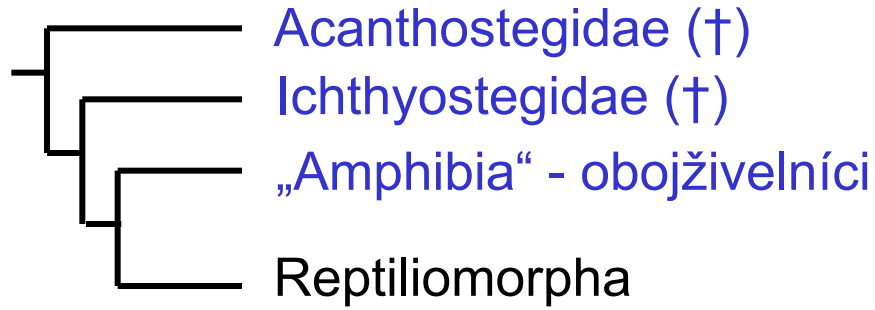 Acanthostegidae (†)
Ichthyostegidae (†)
„Amphibia“ - obojživelníci
Reptiliomorpha